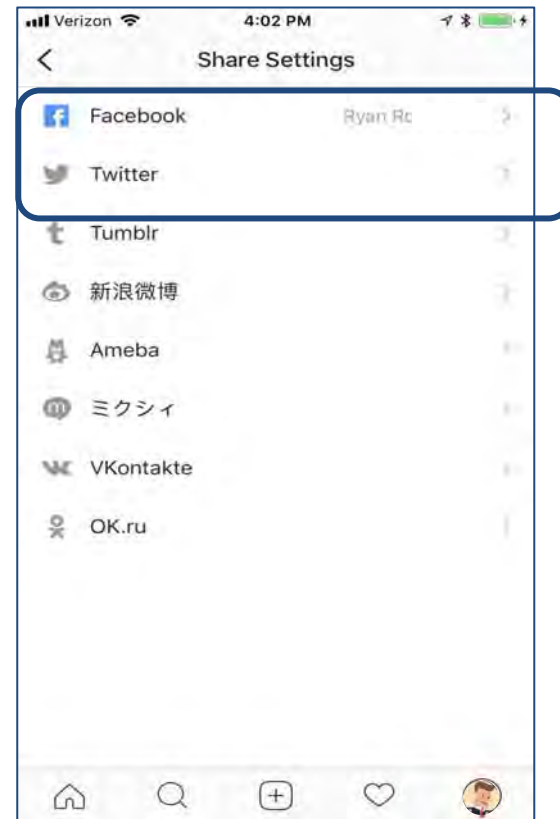 Verizon 4:02 PM
Share Settings
Facebook Ryan Rc
Twitter
Tumblr
新浪微博
Ameba
ミクシィ
VKontakte
OK.ru